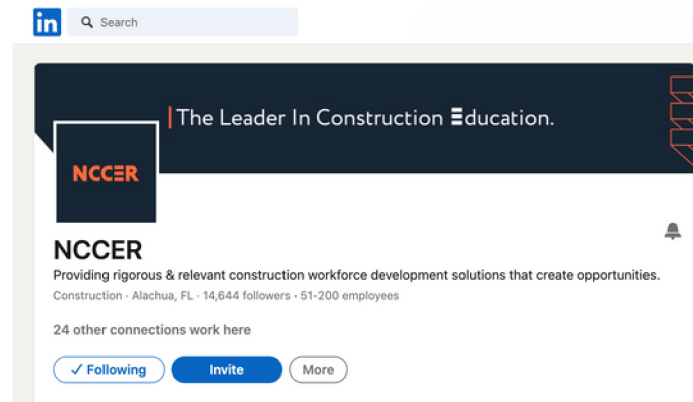 in
Search
The Leader In Construction Education.
NCCER
NCCER
Providing rigorous & relevant construction workforce development solutions that create opportunities.
Construction · Alachua, FL · 14,644 followers · 51-200 employees
24 other connections work here
✓ Following Invite More